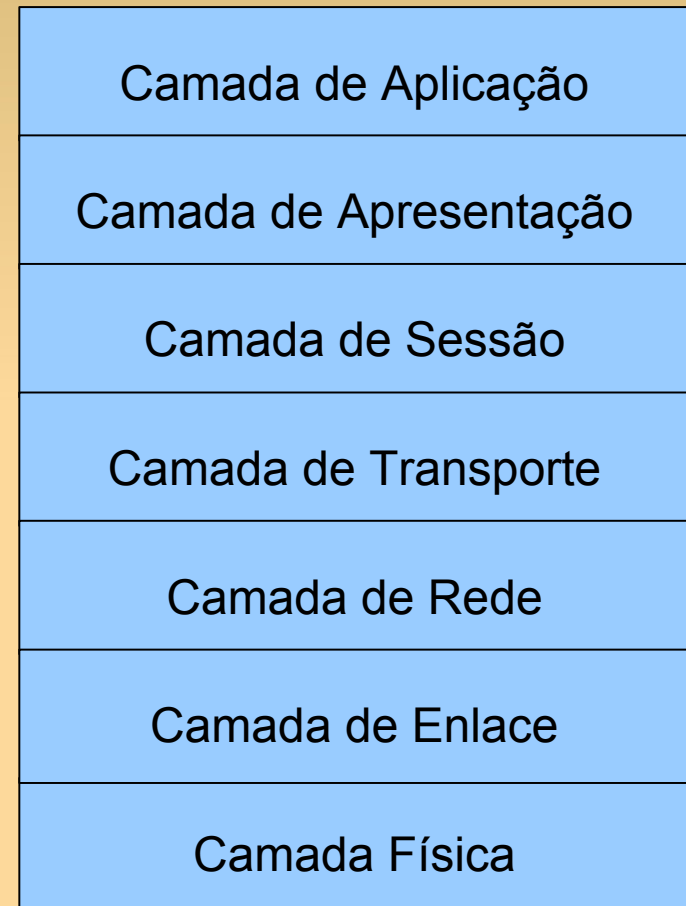 Camada de Aplicação
Camada de Apresentação
Camada de Sessão
Camada de Transporte
Camada de Rede
Camada de Enlace
Camada Física